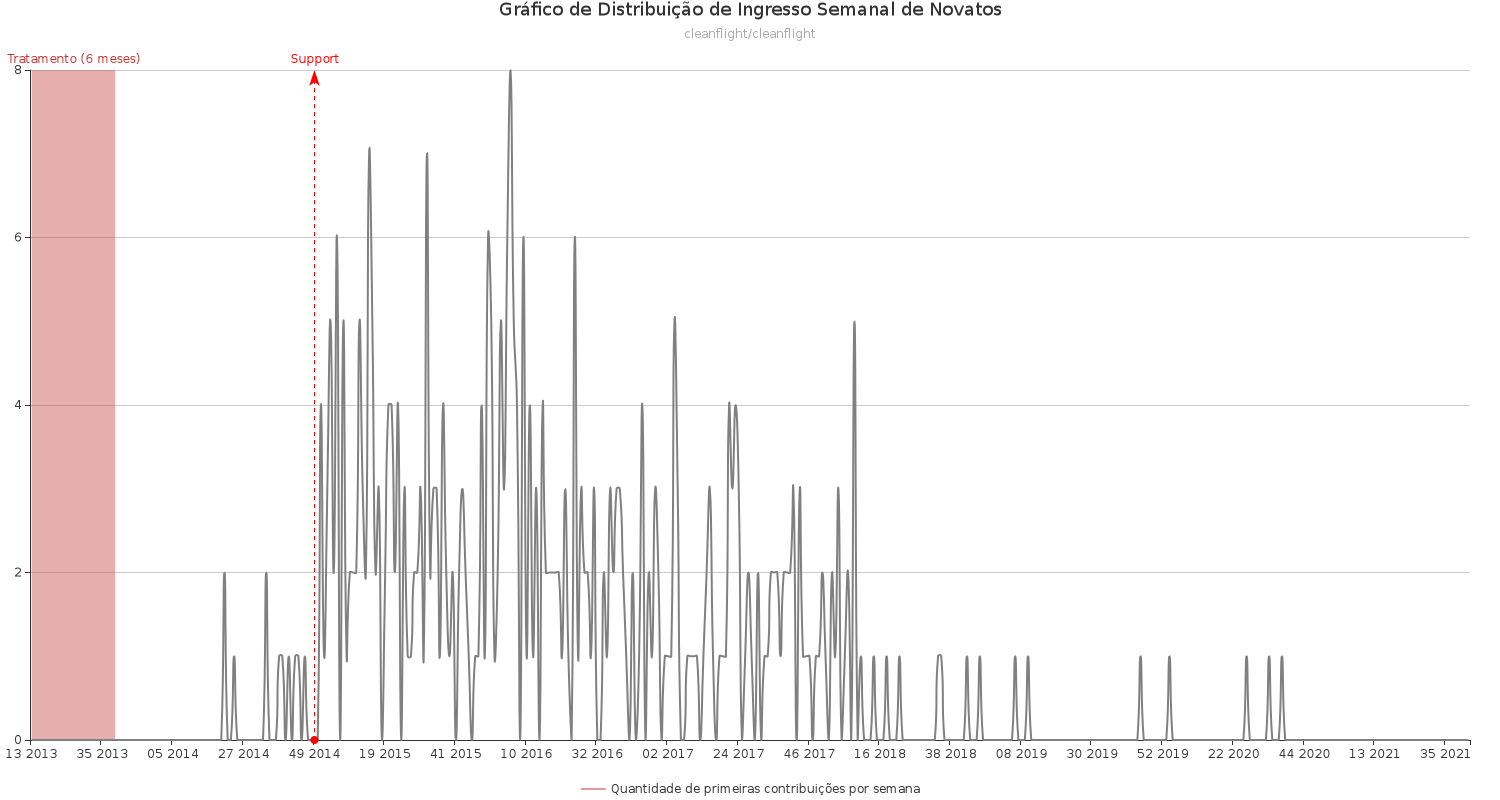 Gráfico de Distribuição de Ingresso Semanal de Novatos
cleanflight/cleanflight
Tratamento (6 meses)
Support
8
6
4
2
0
13 2013 35 2013 05 2014 27 2014 49 2014 19 2015 41 2015 10 2016 32 2016 02 2017 24 2017 46 2017 16 2018 38 2018 08 2019 30 2019 52 2019 22 2020 44 2020 13 2021 35 2021
Quantidade de primeiras contribuições por semana